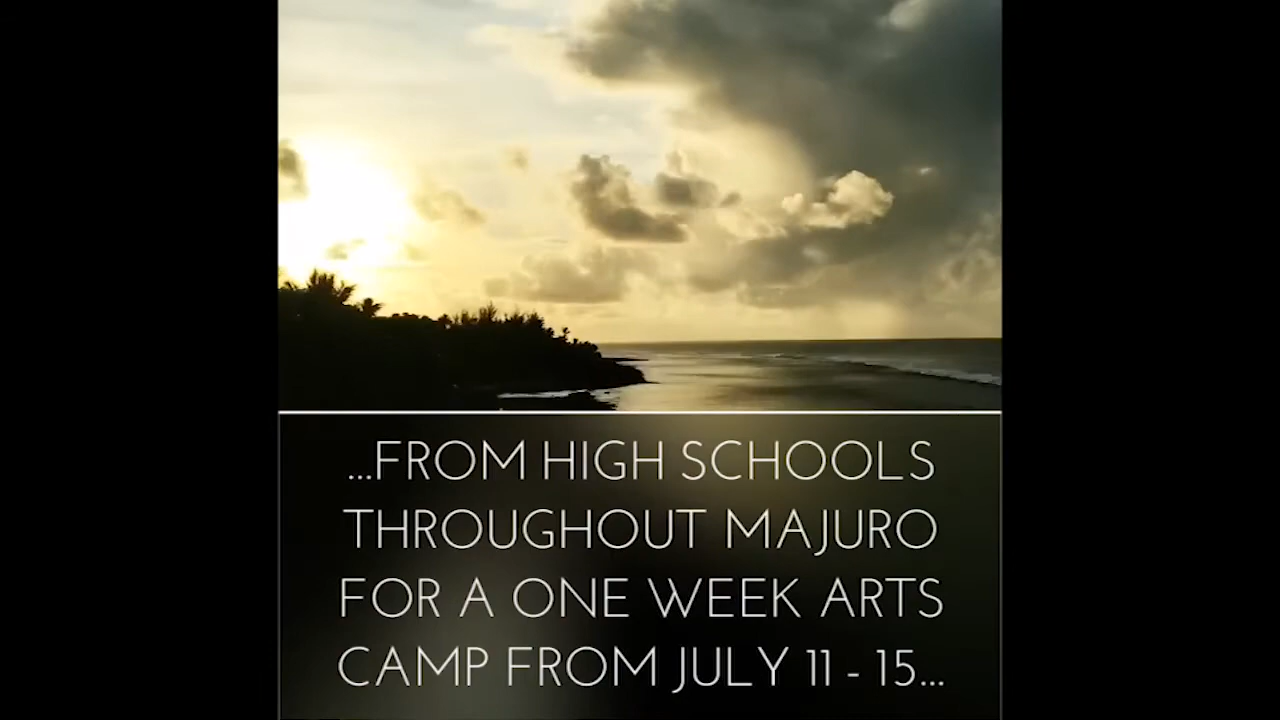 ...FROM HIGH SCHOOLS
THROUGHOUT MAJURO
FOR A ONE WEEK ARTS
CAMP FROM JULY 11 - 15...